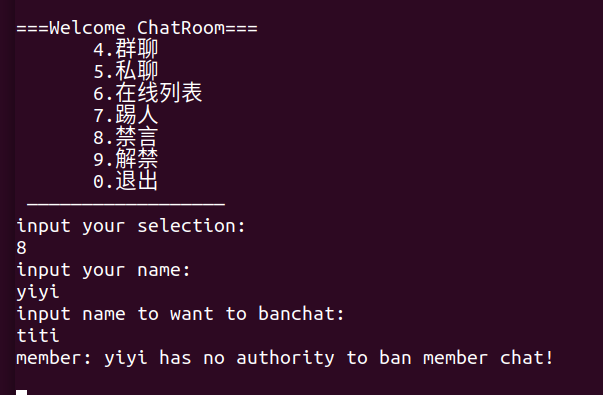 ===Welcome ChatRoom===
4.群聊
5.私聊
6.在线列表
7.踢人
8.禁言
9.解禁
0.退出
__________________
input your selection:
8
input your name:
yiyi
input name to want to banchat:
titi
member: yiyi has no authority to ban member chat!